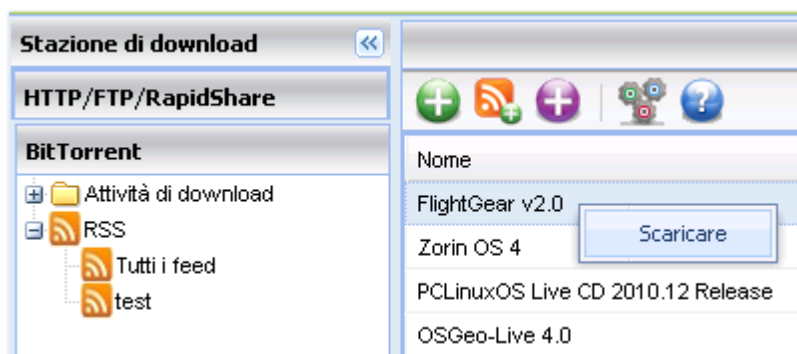 Stazione di download
HTTP/FTP/RapidShare
BitTorrent
Attività di download
RSS
Tutti i feed
test
Nome
FlightGear v2.0
Scaricare
Zorin OS 4
PCLinuxOS Live CD 2010.12 Release
OSGeo-Live 4.0